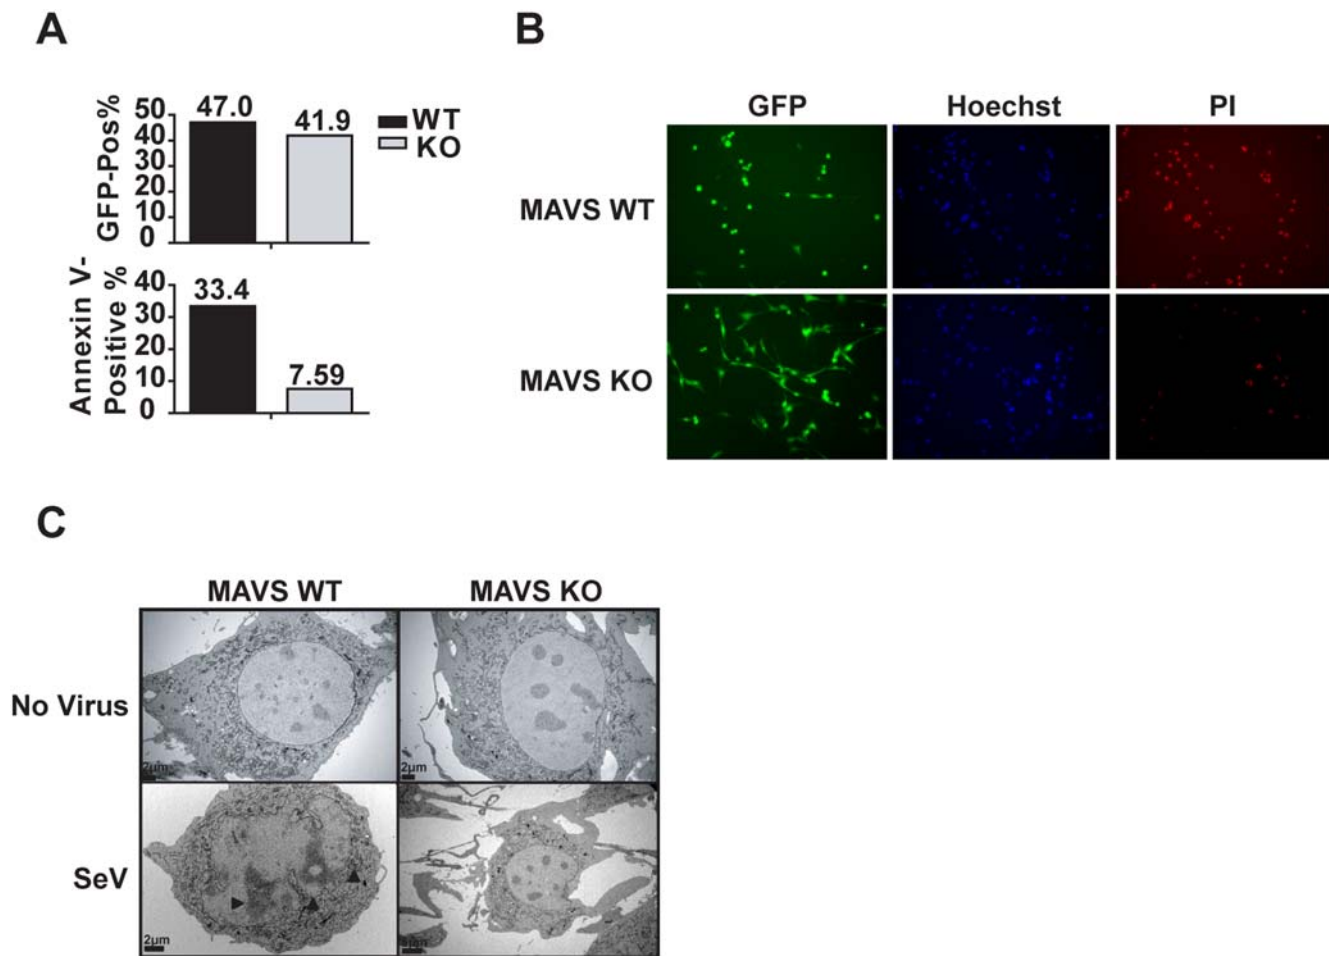 A
50
40
30
20
10
0
GFP-Pos%
47.0
41.9
WT
KO
40
30
20
10
0
Annexin V-
Positive %
33.4
7.59
B
GFP Hoechst PI
MAVS WT
MAVS KO
C
MAVS WT MAVS KO
No Virus
2μm 2μm
SeV
2μm